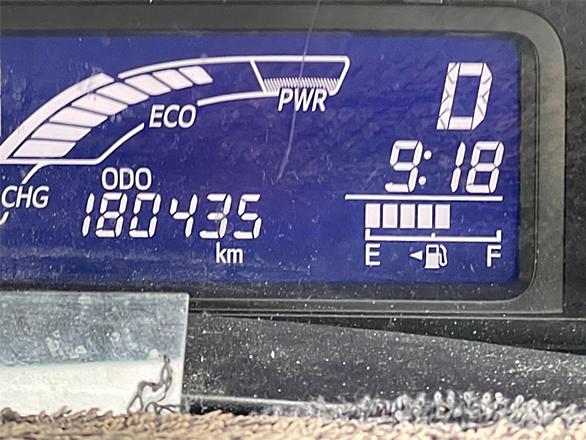 PWR
ECO
D
CHG
ODO
9:18
180435
km
E F